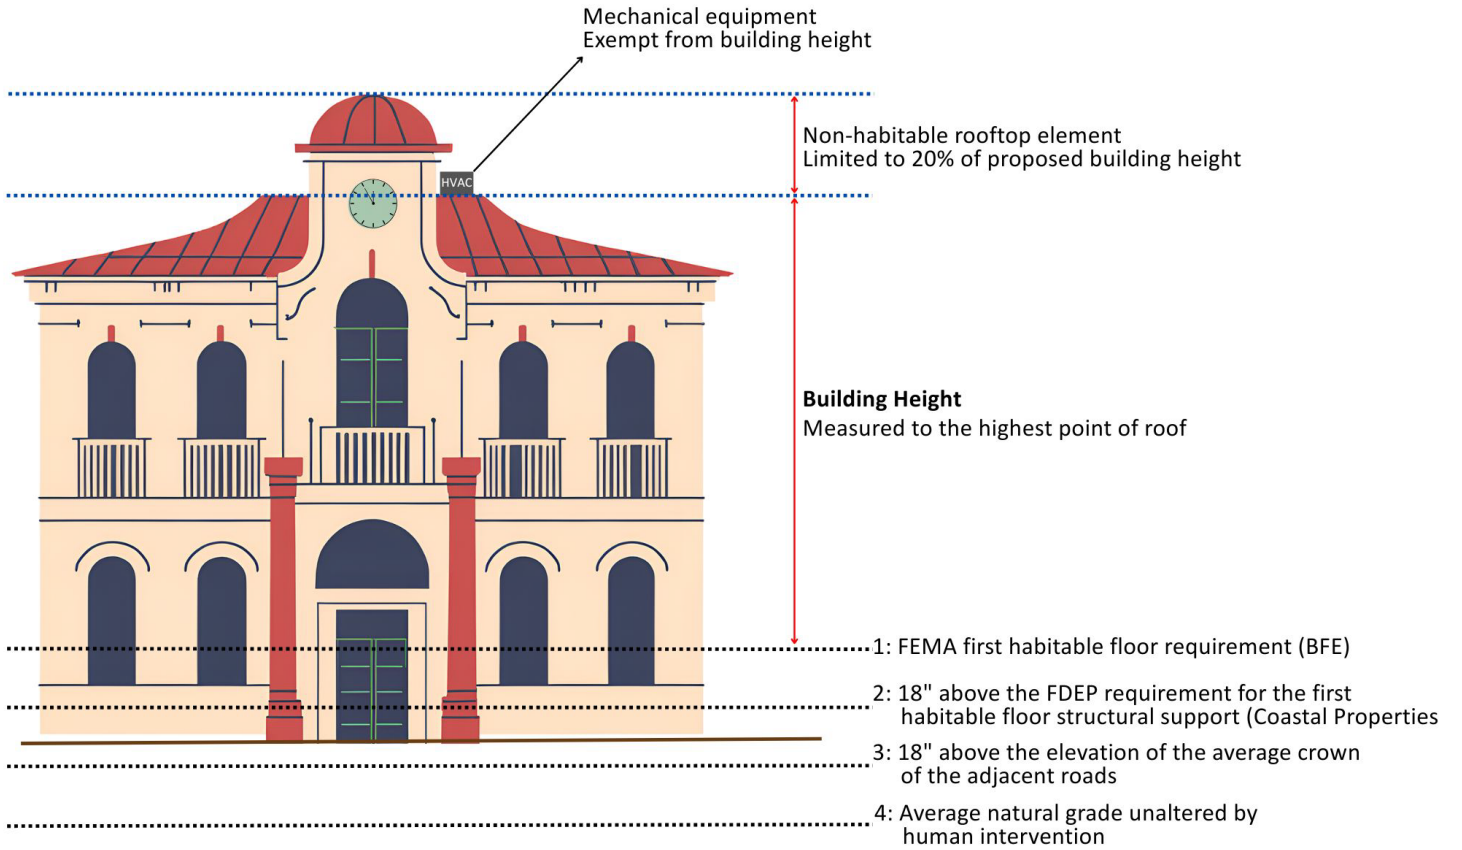 Mechanical equipment
Exempt from building height
Non-habitable rooftop element
Limited to 20% of proposed building height
HVAC
Building Height
Measured to the highest point of roof
1: FEMA first habitable floor requirement (BFE)
2: 18" above the FDEP requirement for the first
habitable floor structural support (Coastal Properties
3: 18" above the elevation of the average crown
of the adjacent roads
4: Average natural grade unaltered by
human intervention